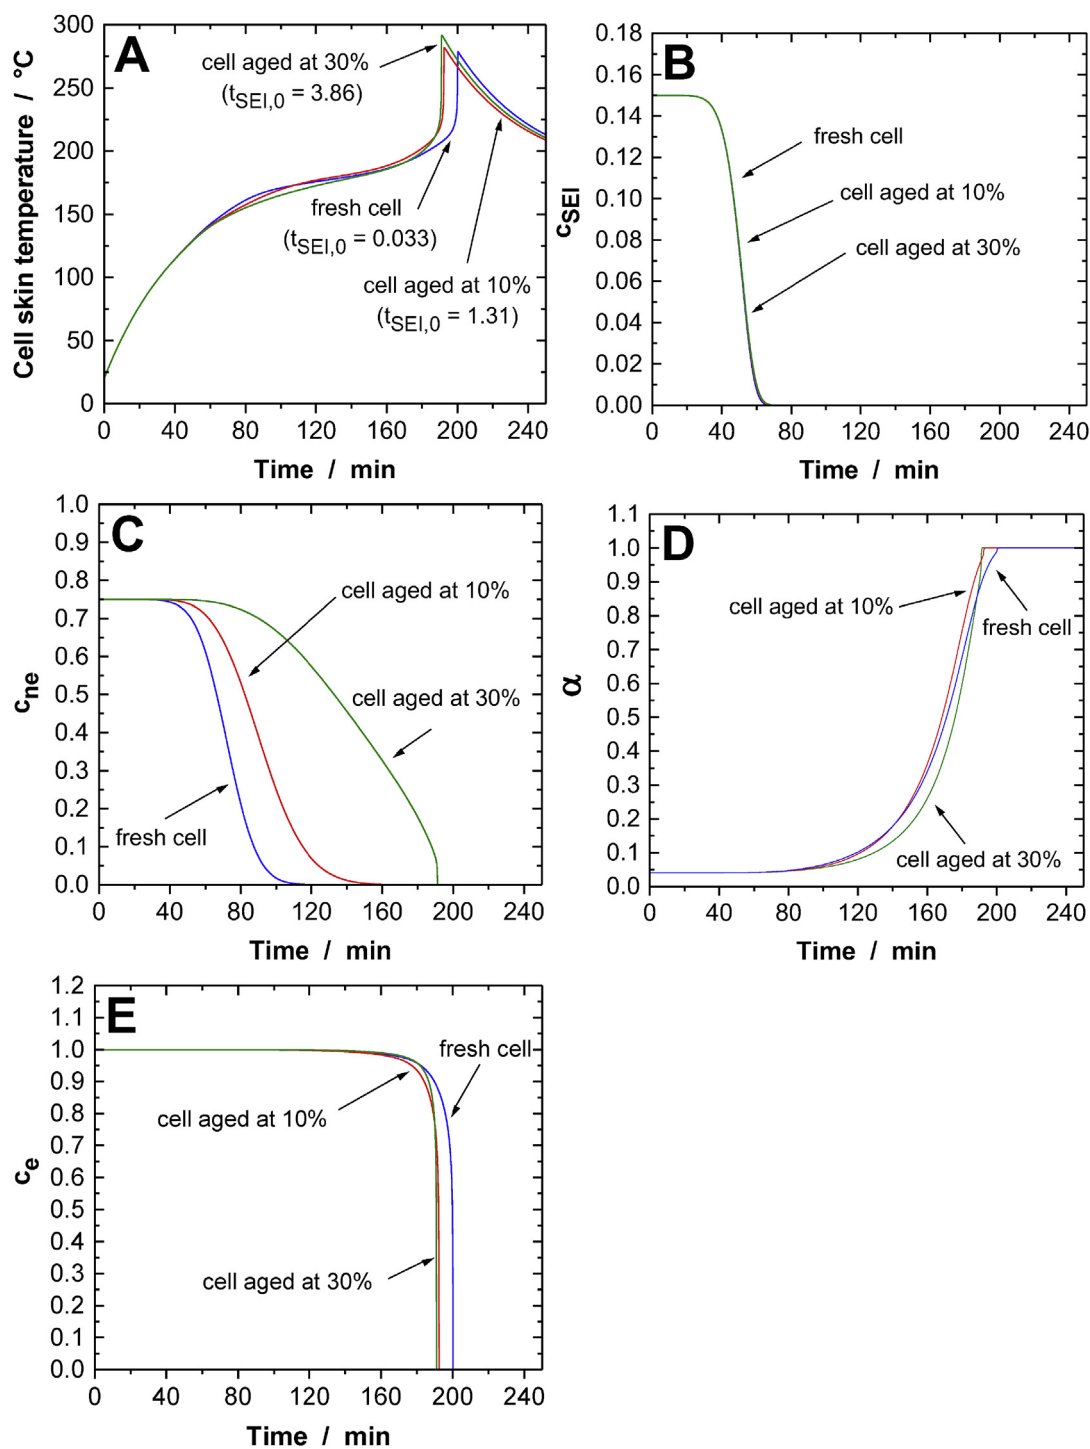 A
300
250
200
150
100
50
0
Cell skin temperature / °C
cell aged at 30%
(tSEI,0 = 3.86)
fresh cell
(tSEI,0 = 0.033)
cell aged at 10%
(tSEI,0 = 1.31)
0 40 80 120 160 200 240
Time / min
B
0.18
0.16
0.14
0.12
0.10
0.08
0.06
0.04
0.02
0.00
cSEI
fresh cell
cell aged at 10%
cell aged at 30%
0 40 80 120 160 200 240
Time / min
C
1.0
0.9
0.8
0.7
0.6
0.5
0.4
0.3
0.2
0.1
0.0
cne
cell aged at 10%
cell aged at 30%
fresh cell
0 40 80 120 160 200 240
Time / min
D
1.1
1.0
0.9
0.8
0.7
0.6
0.5
0.4
0.3
0.2
0.1
0.0
α
cell aged at 10%
fresh cell
cell aged at 30%
0 40 80 120 160 200 240
Time / min
E
1.2
1.1
1.0
0.9
0.8
0.7
0.6
0.5
0.4
0.3
0.2
0.1
0.0
ce
fresh cell
cell aged at 10%
cell aged at 30%
0 40 80 120 160 200 240
Time / min